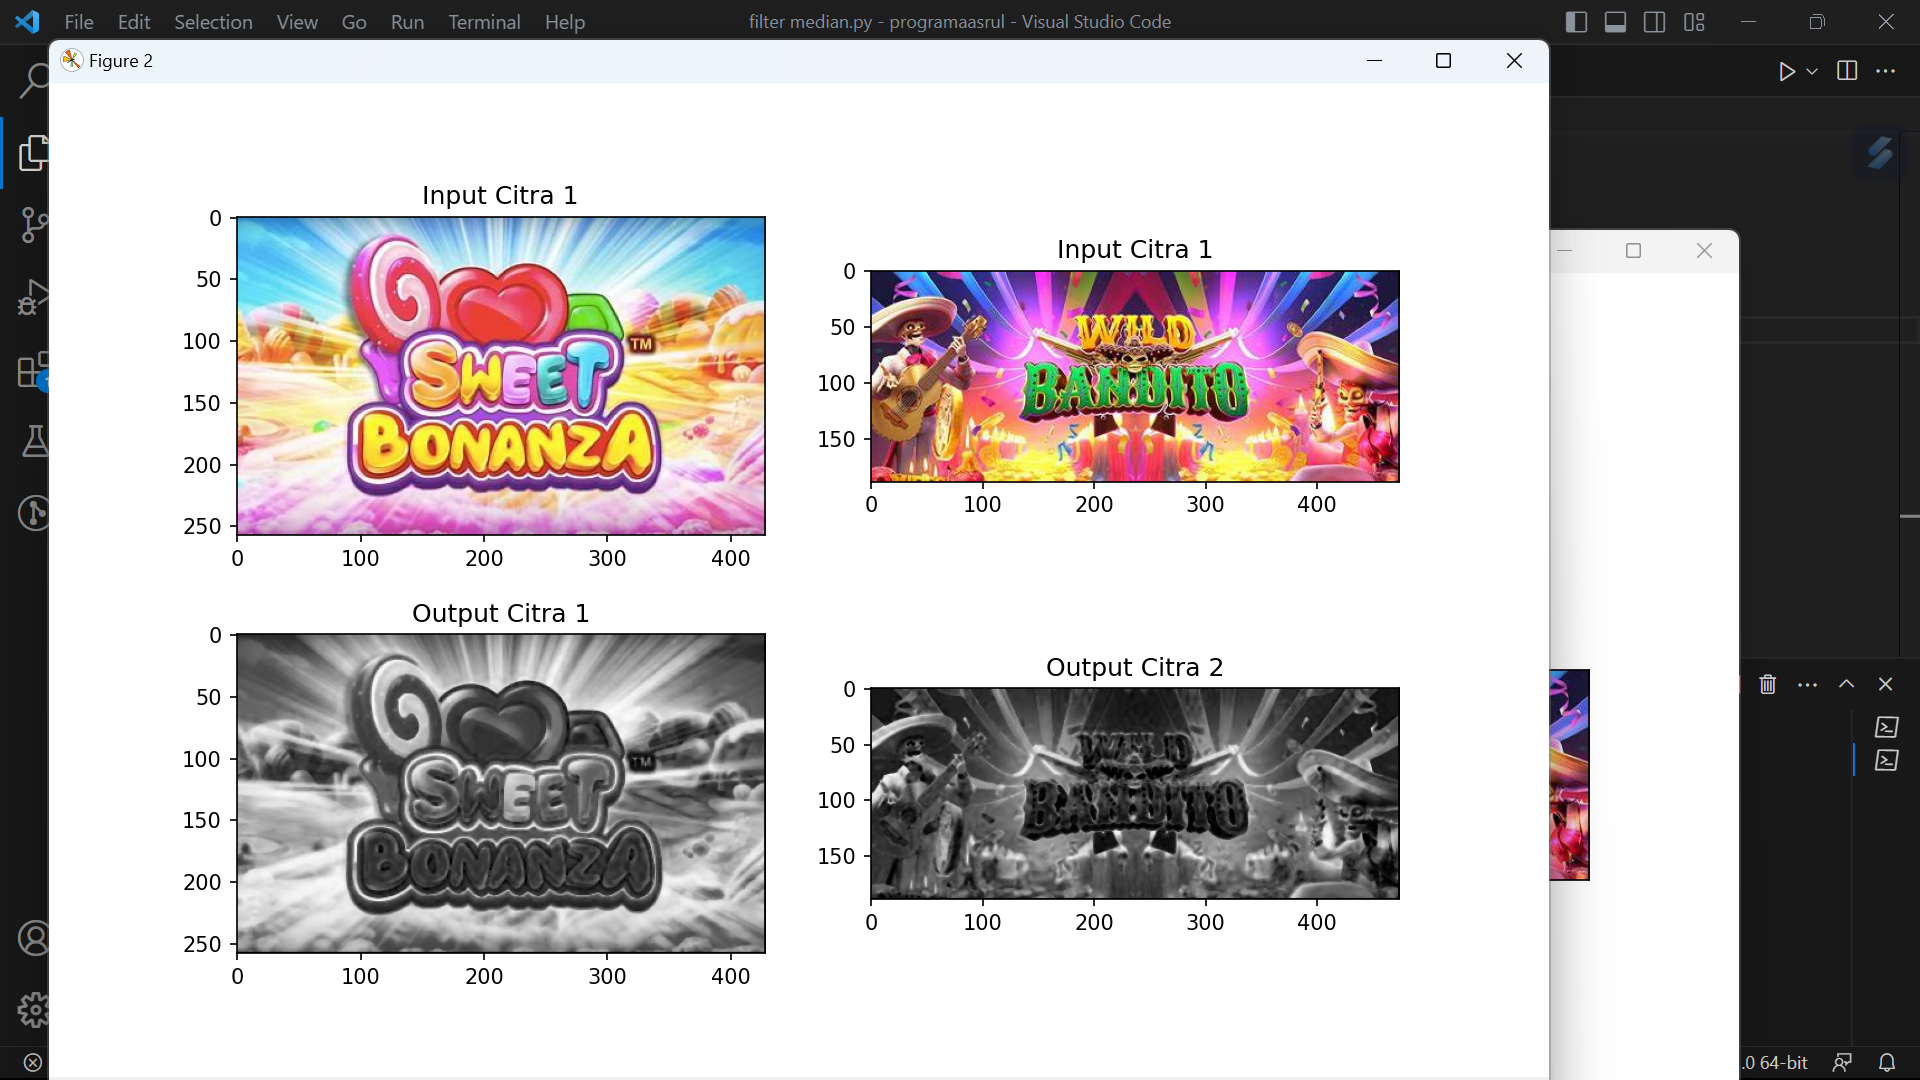 File Edit Selection View Go Run Terminal Help
filter median.py - programaasrul - Visual Studio Code
Figure 2
Input Citra 1
0
50
100
150
200
250
0 100 200 300 400
SWEET
BONANZA
TM
Input Citra 1
0
50
100
150
0 100 200 300 400
WILD
BANDITO
Output Citra 1
0
50
100
150
200
250
0 100 200 300 400
SWEET
BONANZA
TM
Output Citra 2
0
50
100
150
0 100 200 300 400
WILD
BANDITO
.0 64-bit